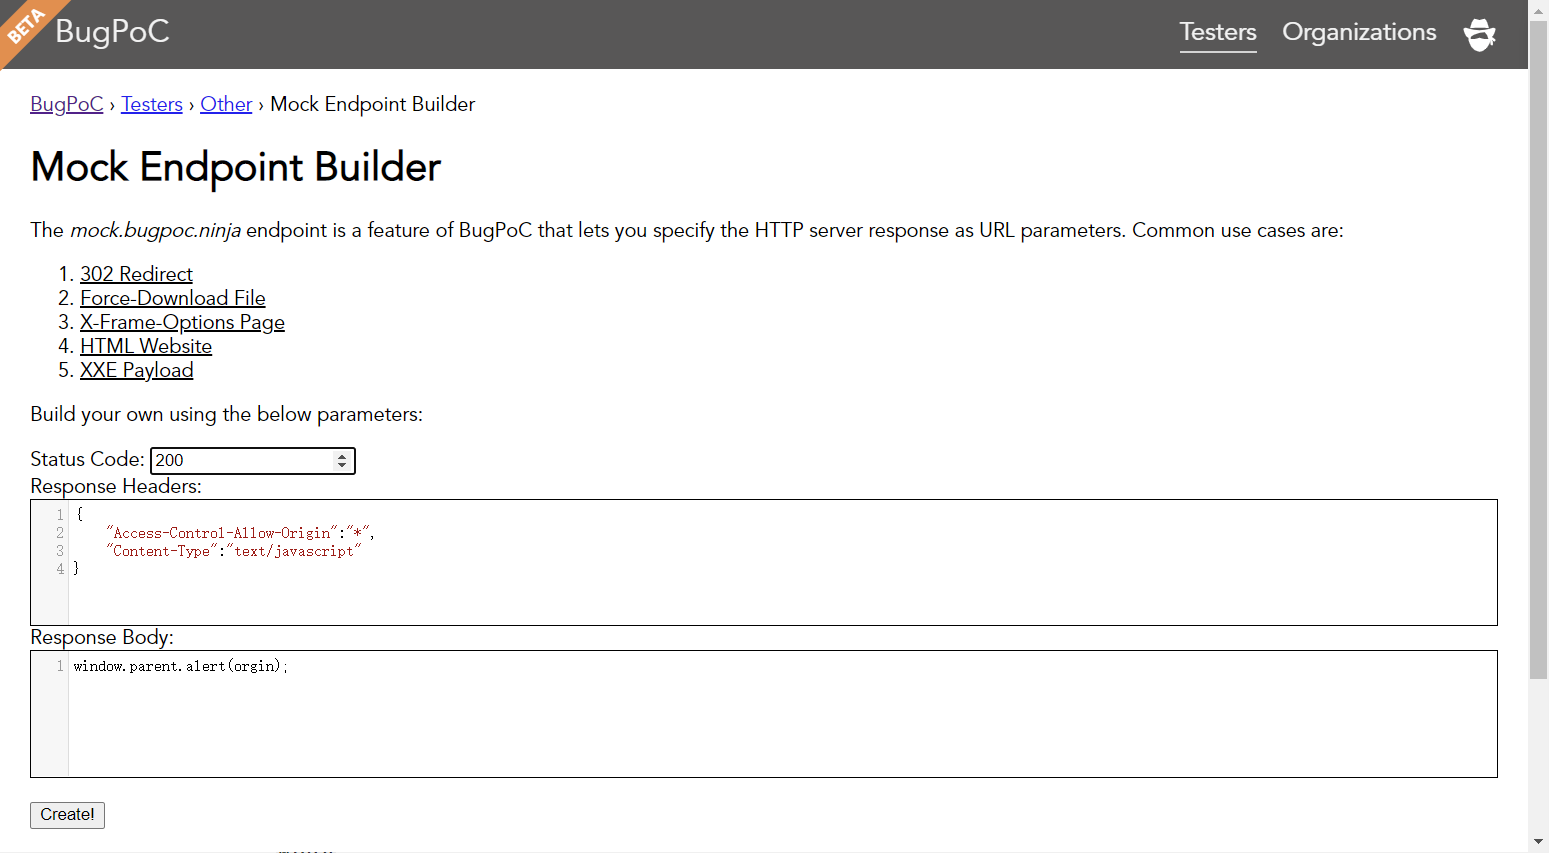 BETA
BugPoC
Testers Organizations
BugPoC › Testers › Other › Mock Endpoint Builder
Mock Endpoint Builder
The mock.bugpoc.ninja endpoint is a feature of BugPoC that lets you specify the HTTP server response as URL parameters. Common use cases are:
1. 302 Redirect
2. Force-Download File
3. X-Frame-Options Page
4. HTML Website
5. XXE Payload
Build your own using the below parameters:
Status Code: 200
Response Headers:
1 {
2 "Access-Control-Allow-Origin":"*",
3 "Content-Type":"text/javascript"
4 }
Response Body:
1 window.parent.alert(orgin);
Create!